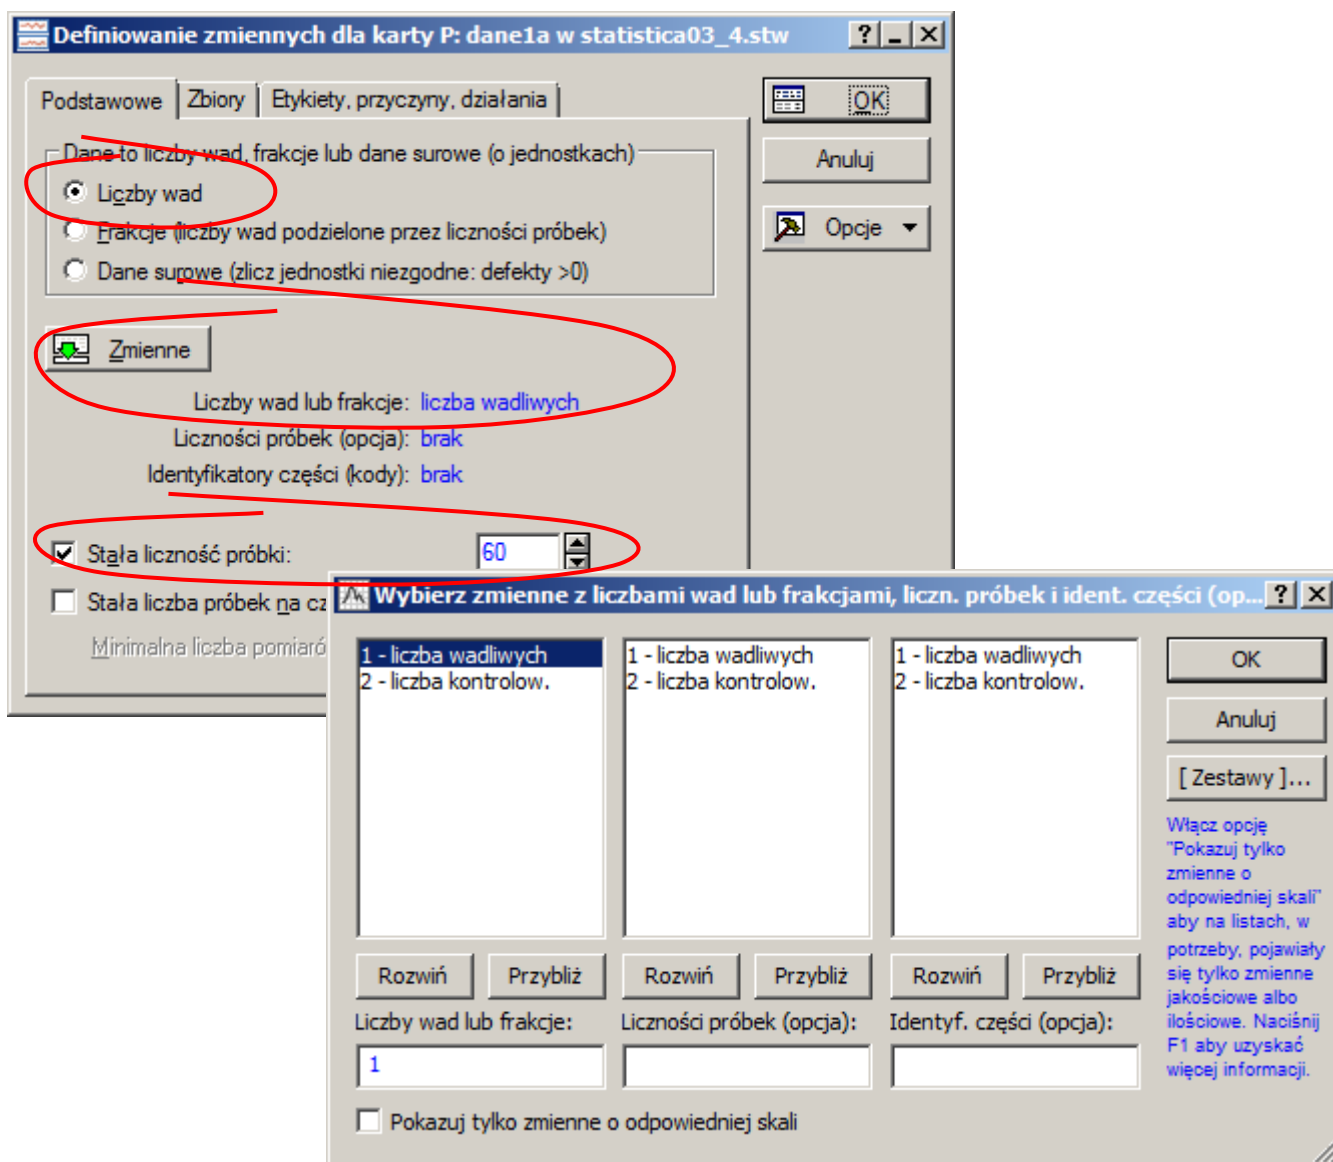 Definiowanie zmiennych dla karty P: dane1a w statistica03_4.stw
Podstawowe Zbiory Etykiety, przyczyny, działania
OK
Anuluj
Opcje
Dane to liczby wad, frakcje lub dane surowe (o jednostkach)
Liczby wad
Frakcje (liczby wad podzielone przez liczności próbek)
Dane surowe (zlicz jednostki niezgodne: defekty >0)
Zmienne
Liczby wad lub frakcje: liczba wadliwych
Liczności próbek (opcja): brak
Identyfikatory części (kody): brak
Stała liczność próbki: 60
Stała liczba próbek na cz
Minimalna liczba pomiaró
Wybierz zmienne z liczbami wad lub frakcjami, liczn. próbek i ident. części (op...
1 - liczba wadliwych
2 - liczba kontrolow.
1 - liczba wadliwych
2 - liczba kontrolow.
1 - liczba wadliwych
2 - liczba kontrolow.
OK
Anuluj
[ Zestawy ]...
Włącz opcję
"Pokazuj tylko
zmienne o
odpowiedniej skali"
aby na listach, w
potrzeby, pojawiały
się tylko zmienne
jakościowe albo
ilościowe. Naciśnij
F1 aby uzyskać
więcej informacji.
Rozwiń Przybliż Rozwiń Przybliż Rozwiń Przybliż
Liczby wad lub frakcje: Liczności próbek (opcja): Identyf. części (opcja):
1
Pokazuj tylko zmienne o odpowiedniej skali